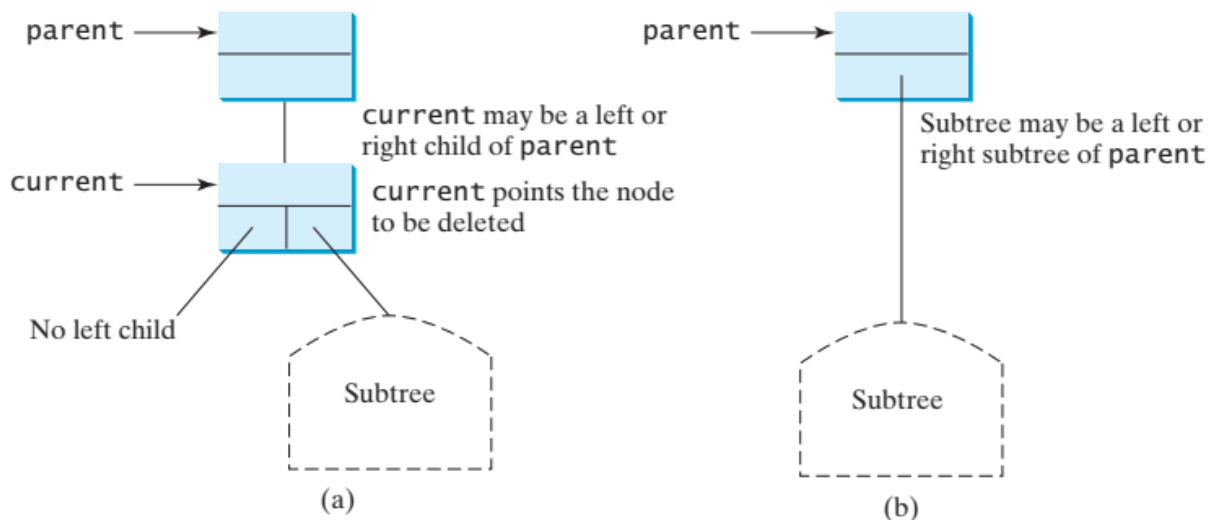 parent
current may be a left or
right child of parent
current
current points the node
to be deleted
No left child
Subtree
(a)
parent
Subtree may be a left or
right subtree of parent
Subtree
(b)